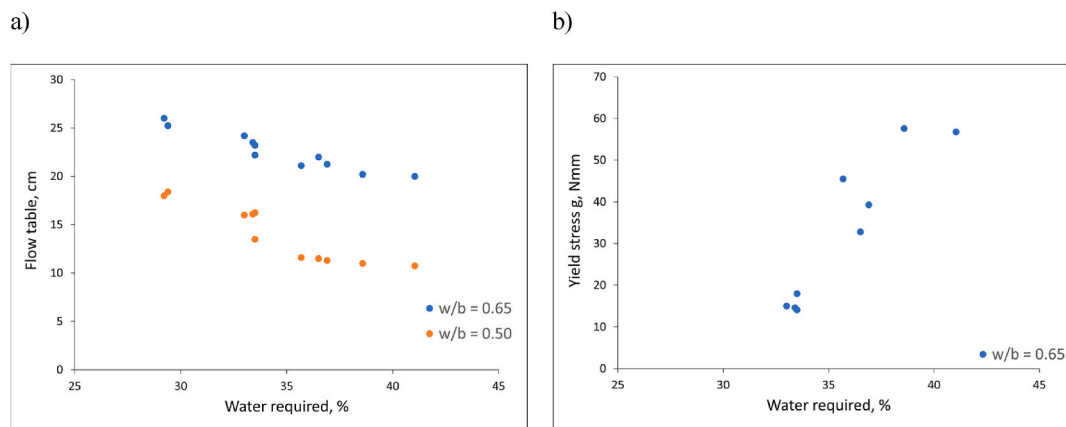 a)
30
25
20
15
10
5
0
Flow table, cm
w/b = 0.65
w/b = 0.50
25 30 35 40 45
Water required, %
b)
70
60
50
40
30
20
10
0
Yield stress g, Nmm
w/b = 0.65
25 30 35 40 45
Water required, %